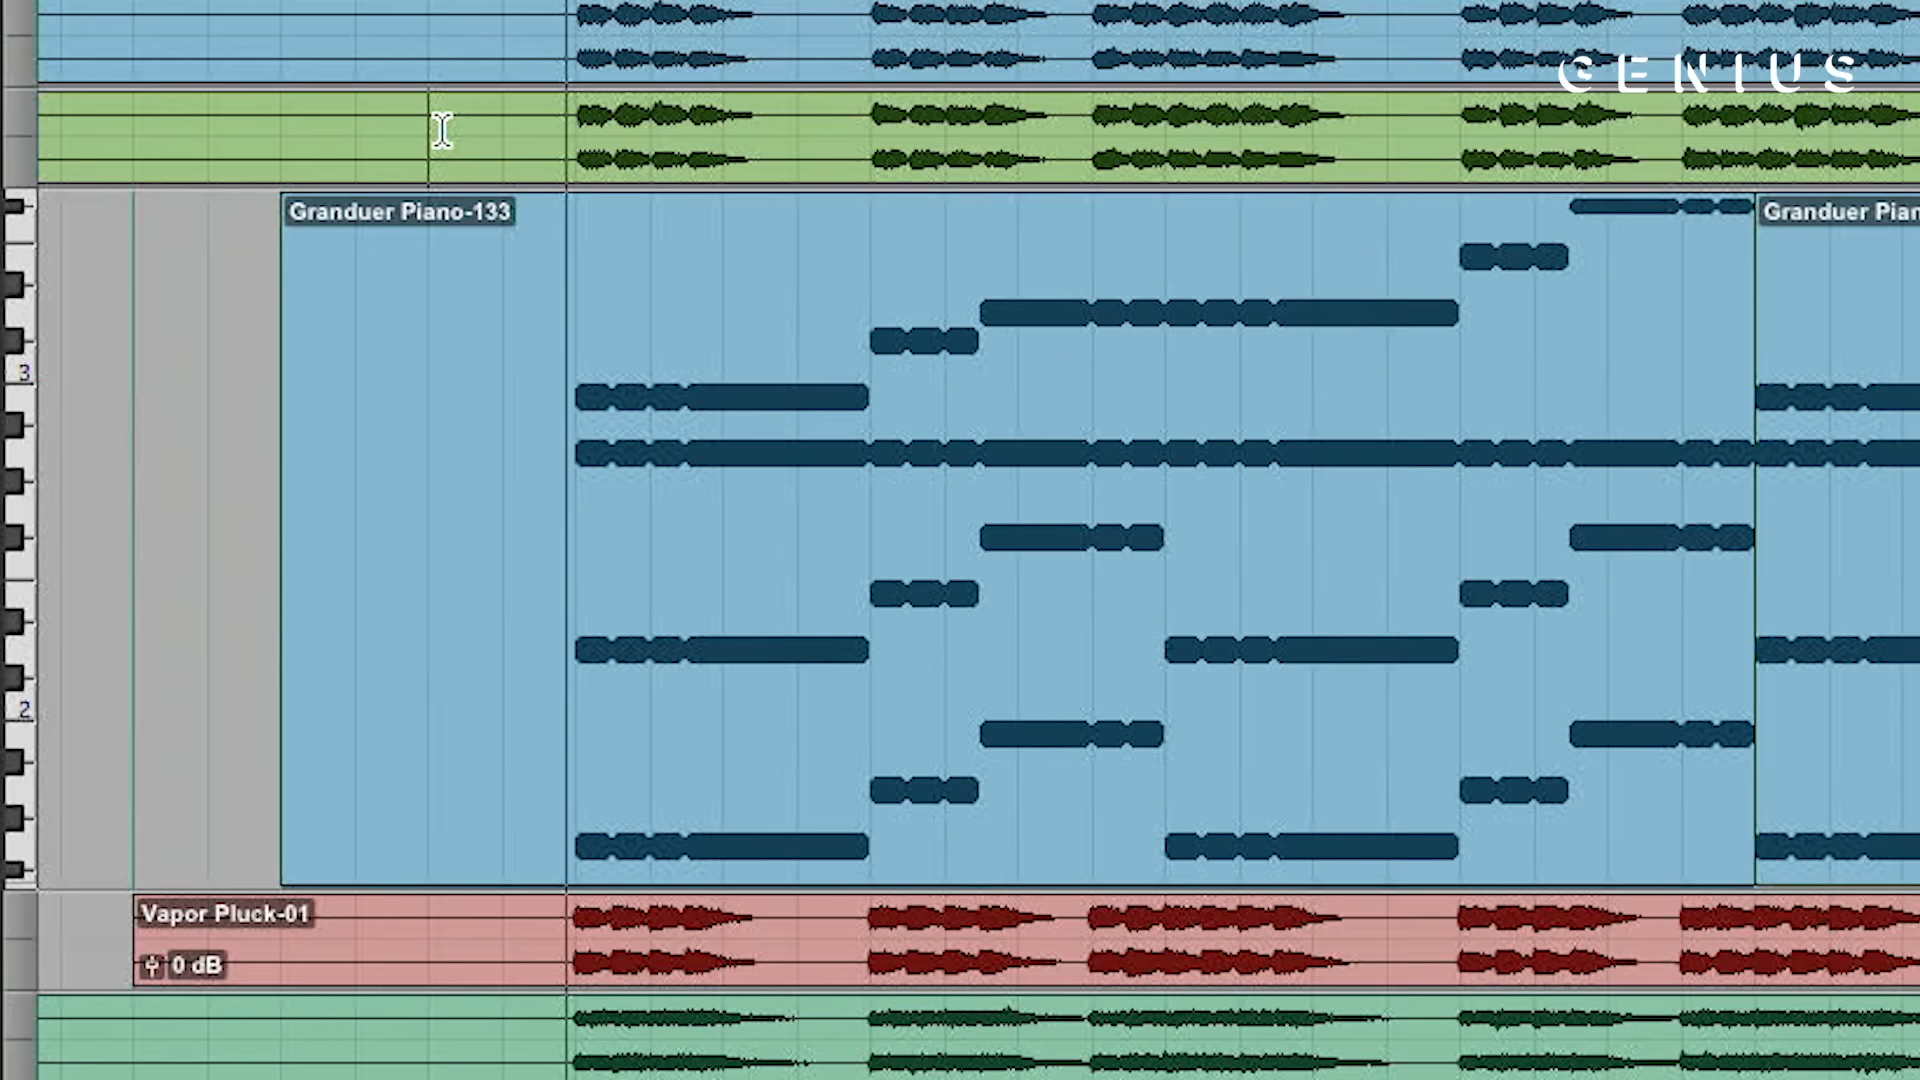 GENIUS
Granduer Piano-133
Granduer Pian
3
2
Vapor Pluck-01
0 dB